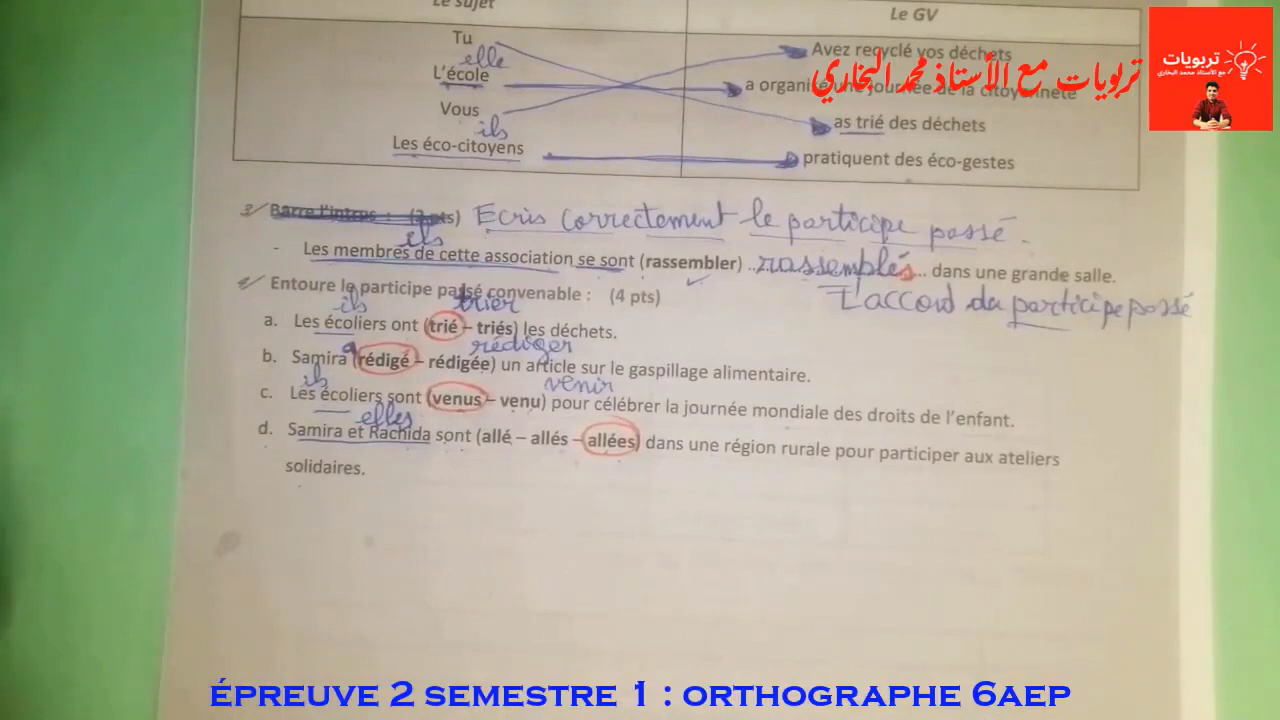 Le sujet
Le GV
تربويات
مع الأستاذ محمد البخاري
تربويات مع الأستاذ محمد البخاري
Tu
Avez recyclé vos déchets
elle
L'école
a organisé une journée de la citoyenneté
Vous
as trié des déchets
ils
Les éco-citoyens
pratiquent des éco-gestes
3/ Barre l'intrus : (2 pts) Ecris correctement le participe passé.
ils
- Les membres de cette association se sont (rassembler) ..rassemblés... dans une grande salle.
L'accord du participe passé
4/ Entoure le participe passé convenable : (4 pts)
ils trier
a. Les écoliers ont (trié – triés) les déchets.
rédiger
b. Samira a (rédigé – rédigée) un article sur le gaspillage alimentaire.
ils venir
c. Les écoliers sont (venus – venu) pour célébrer la journée mondiale des droits de l'enfant.
elles
d. Samira et Rachida sont (allé – allés – allées) dans une région rurale pour participer aux ateliers
solidaires.
ÉPREUVE 2 SEMESTRE 1 : ORTHOGRAPHE 6AEP